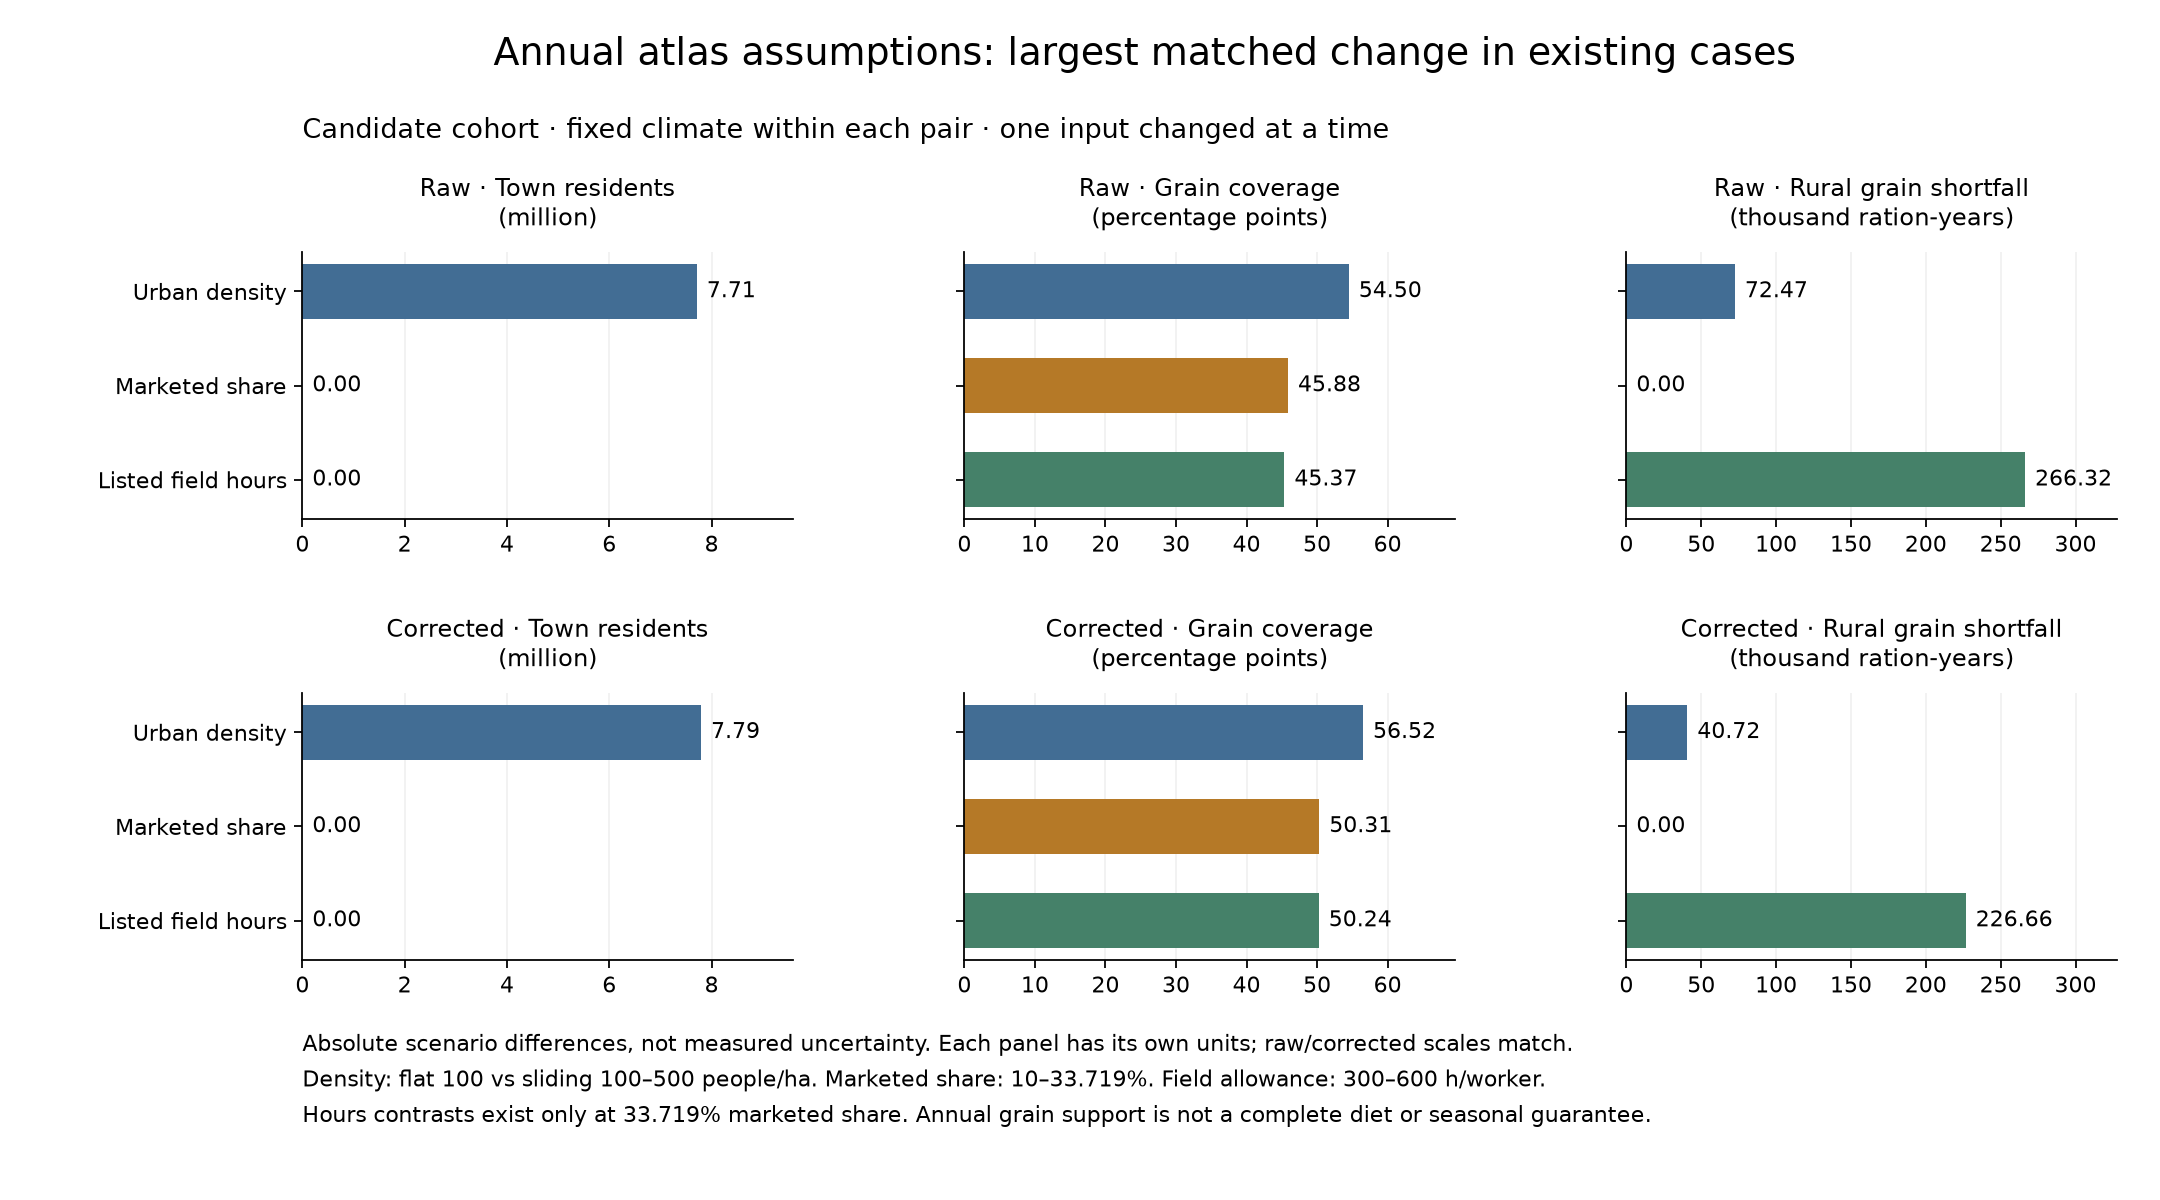 Annual atlas assumptions: largest matched change in existing cases
Candidate cohort · fixed climate within each pair · one input changed at a time
Raw · Town residents
(million)
Urban density
7.71
Marketed share
0.00
Listed field hours
0.00
0 2 4 6 8
Raw · Grain coverage
(percentage points)
54.50
45.88
45.37
0 10 20 30 40 50 60
Raw · Rural grain shortfall
(thousand ration-years)
72.47
0.00
266.32
0 50 100 150 200 250 300
Corrected · Town residents
(million)
Urban density
7.79
Marketed share
0.00
Listed field hours
0.00
0 2 4 6 8
Corrected · Grain coverage
(percentage points)
56.52
50.31
50.24
0 10 20 30 40 50 60
Corrected · Rural grain shortfall
(thousand ration-years)
40.72
0.00
226.66
0 50 100 150 200 250 300
Absolute scenario differences, not measured uncertainty. Each panel has its own units; raw/corrected scales match.
Density: flat 100 vs sliding 100–500 people/ha. Marketed share: 10–33.719%. Field allowance: 300–600 h/worker.
Hours contrasts exist only at 33.719% marketed share. Annual grain support is not a complete diet or seasonal guarantee.